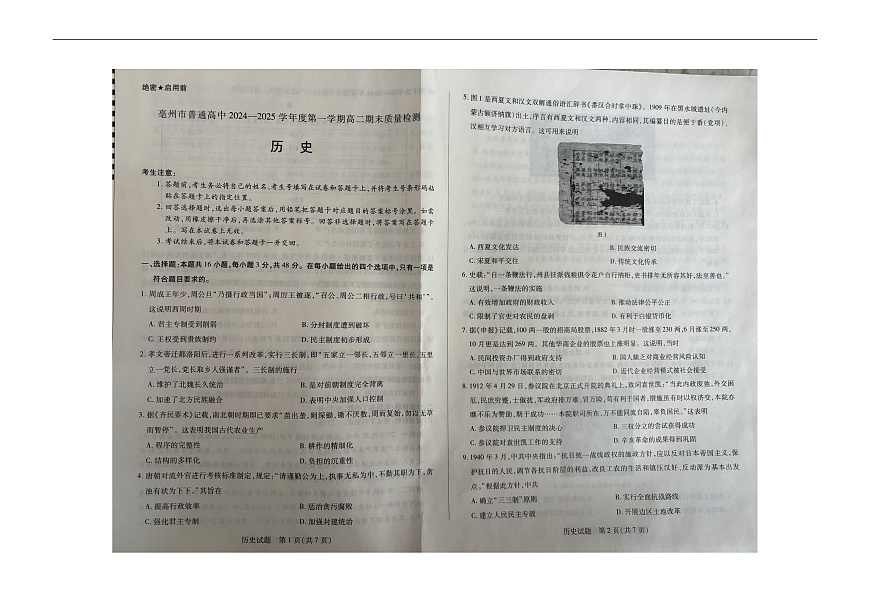 绝密★启用前
亳州市普通高中2024—2025学年度第一学期高二期末质量检测
历 史
考生注意：
1. 答题前，考生务必将自己的姓名、考生号填写在试卷和答题卡上，并将考生号条形码粘
贴在答题卡上的指定位置。
2. 回答选择题时，选出每小题答案后，用铅笔把答题卡对应题目的答案标号涂黑。如需
改动，用橡皮擦干净后，再选涂其他答案标号。回答非选择题时，将答案写在答题卡
上。写在本试卷上无效。
3. 考试结束后，将本试卷和答题卡一并交回。
一、选择题：本题共16小题，每小题3分，共48分。在每小题给出的四个选项中，只有一项是
符合题目要求的。
1. 周成王年少，周公旦“乃摄行政当国”；周厉王被逐，“召公、周公二相行政，号曰‘共和’”。
这说明西周时期
A. 君主专制受到削弱 B. 分封制度遭到破坏
C. 王权受到贵族制约 D. 民主制度初步形成
2. 孝文帝迁都洛阳后，进行一系列改革，实行三长制，即“五家立一邻长，五邻立一里长，五里
立一党长，党长取乡人强谨者”。三长制的施行
A. 维护了北魏长久统治 B. 是对前朝制度完全背离
C. 加速了北方民族融合 D. 表明中央加强人口控制
3. 据《齐民要术》记载，南北朝时期即已要求“苗出垄，则深锄，锄不厌数，周而复始，勿以无草
而暂停”。这表明我国古代农业生产
A. 程序的完整性 B. 耕作的精细化
C. 结构的多样化 D. 负担的沉重性
4. 唐朝对流外官进行考核标准制定，规定：“清谨勤公为上，执事无私为中，不勤其职为下，贪
浊有状为下下。”其旨在
A. 提高行政效率 B. 惩治贪污腐败
C. 强化君主专制 D. 加强封建统治
历史试题 第1页（共7页）
5. 图1是西夏文和汉文双解通俗语汇辞书《番汉合时掌中珠》，1909年在黑水城遗址（今内
蒙古额济纳旗）出土，序言有西夏文和汉文两种，内容相同，其编纂目的是便于番（党项）、
汉相互学习对方语言。这可用来说明
图1
A. 西夏文化发达 B. 民族交流密切
C. 宋夏和平交往 D. 传统文化传承
6. 史载：“自一条鞭法行，州县征派钱粮俱令花户自行纳柜，吏书排年无所容其奸，法至善也。”
这说明，一条鞭法的实施
A. 有效增加政府的财政收入 B. 推动法律公平公正
C. 限制了官吏对农民的盘剥 D. 有利于白银货币化
7. 据《申报》记载，100两一股的招商局股票，1882年3月时一股涨至230两，6月涨至250两，
10月更是达到269两。其他华商企业的股票也上涨明显。这说明，当时
A. 民间投资办厂得到政府支持 B. 国人缺乏对商业经营风险认知
C. 中国与世界市场联系的密切 D. 近代企业经营模式被社会接受
8. 1912年4月29日，参议院在北京正式开院的典礼上，致词袁世凯：“当此内政废弛，外交困
厄，民庶穷蹙，士俶扰，军政府排万难，冒万险，苟有利于国者，措施虽有时以权济变，本院亦
靡不乐为赞助，期于成功……本院职司所在，万不能同流自阻，辜负国民。”这表明
A. 参议院捍卫民主制度的决心 B. 三权分立的尝试获得成功
C. 参议院对袁世凯工作的支持 D. 辛亥革命的成果得到巩固
9. 1940年3月，中共中央指出：“抗日统一战线政权的施政方针，应以反对日本帝国主义，保
护抗日的人民，调节各抗日阶层的利益，改良工农的生活和镇压汉奸、反动派为基本出发
点。”根据此方针，中共
A. 确立“三三制”原则 B. 实行全面抗战路线
C. 建立人民民主专政 D. 开展边区土地改革
历史试题 第2页（共7页）